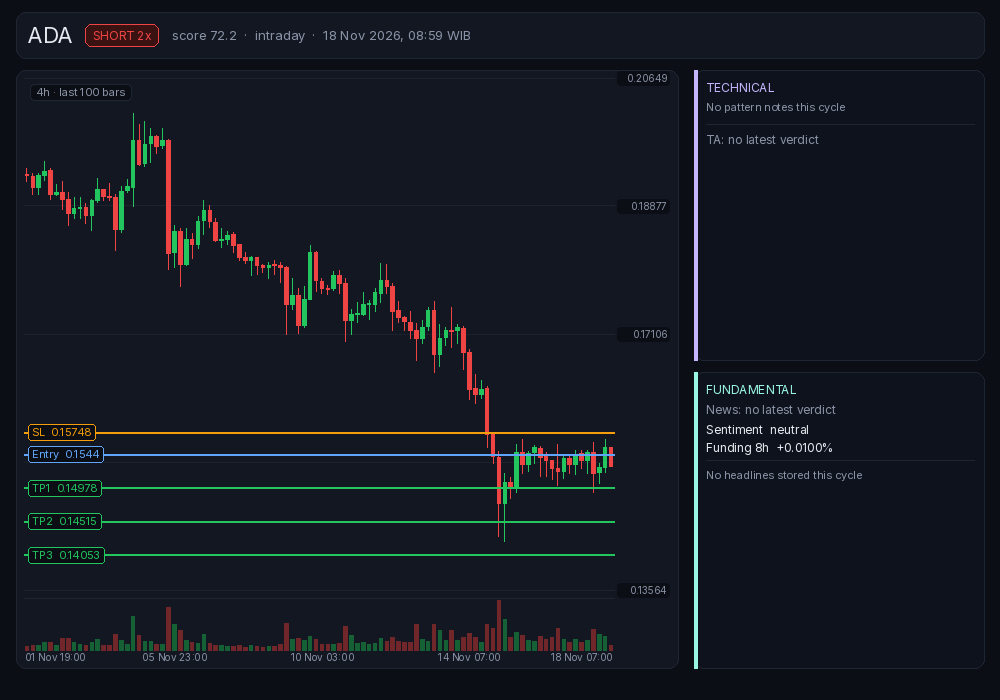 ADA SHORT 2x score 72.2 · intraday · 18 Nov 2026, 08:59 WIB
4h · last 100 bars
0.20649
0.18877
0.17106
0.13564
SL 0.15748
Entry 0.1544
TP1 0.14978
TP2 0.14515
TP3 0.14053
01 Nov 19:00 05 Nov 23:00 10 Nov 03:00 14 Nov 07:00 18 Nov 07:00
TECHNICAL
No pattern notes this cycle
TA: no latest verdict
FUNDAMENTAL
News: no latest verdict
Sentiment neutral
Funding 8h +0.0100%
No headlines stored this cycle